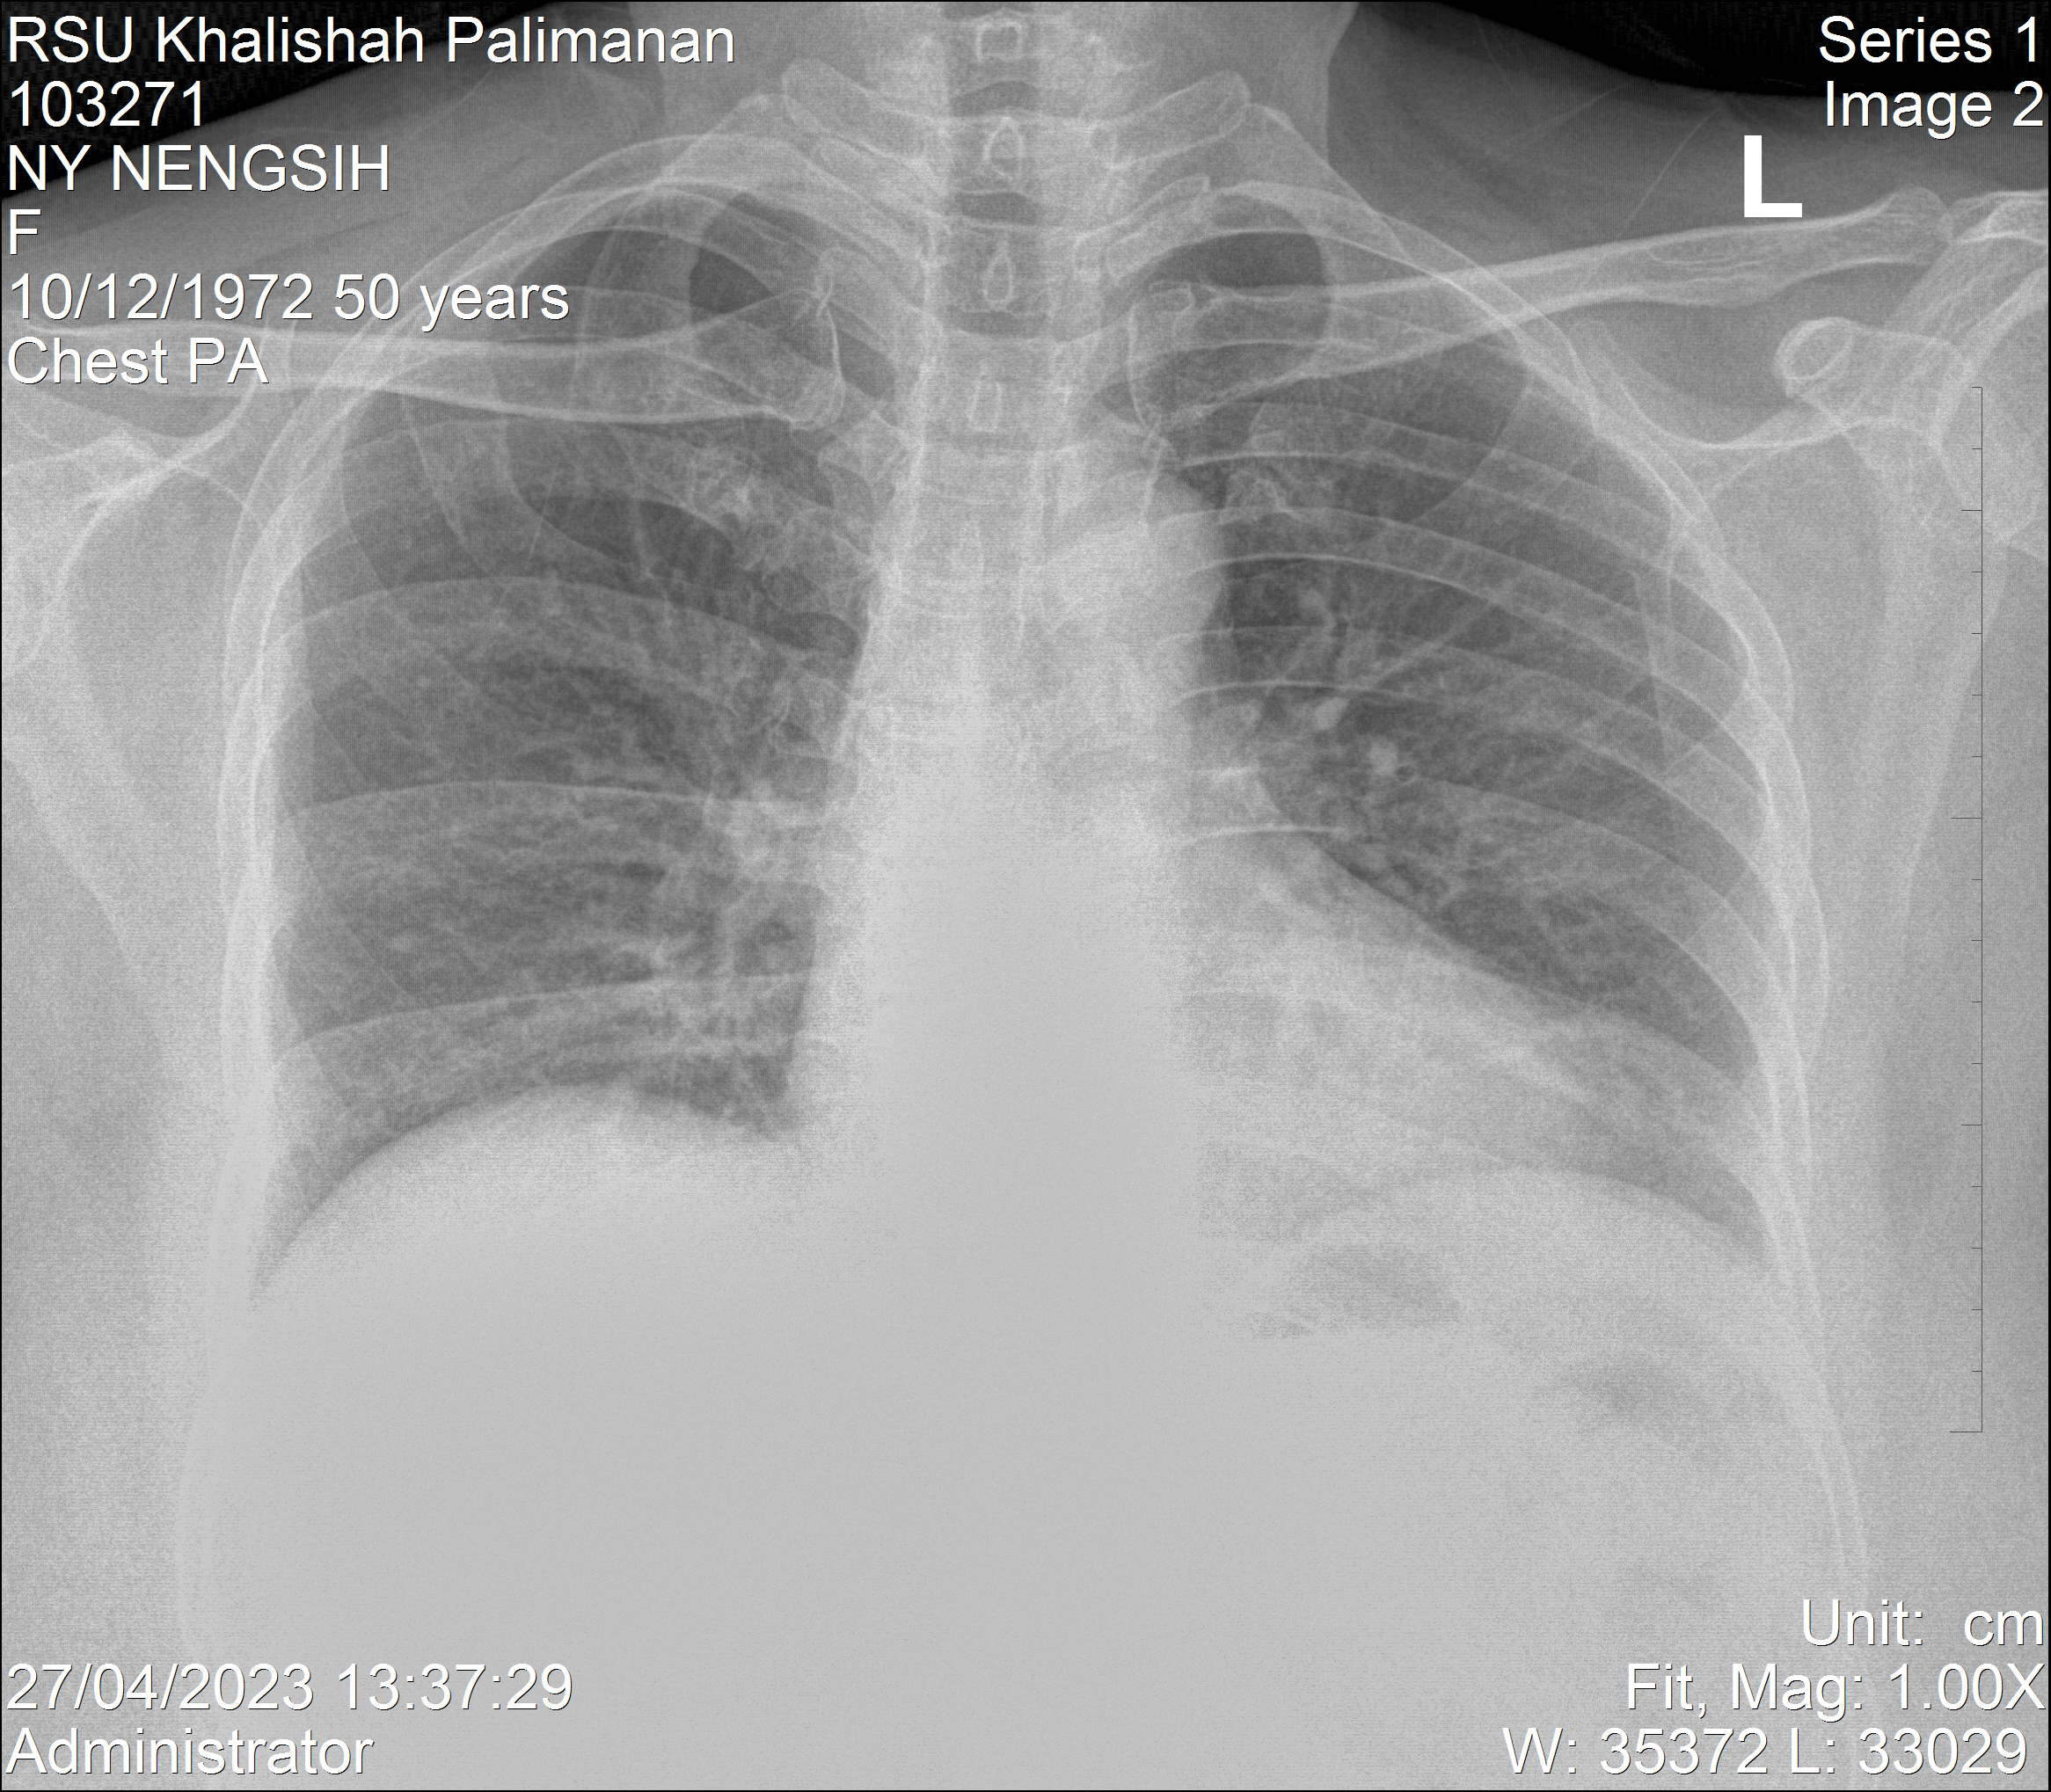 RSU Khalishah Palimanan
103271
NY NENGSIH
F
10/12/1972 50 years
Chest PA
Series 1
Image 2
L
27/04/2023 13:37:29
Administrator
Unit: cm
Fit, Mag: 1.00X
W: 35372 L: 33029